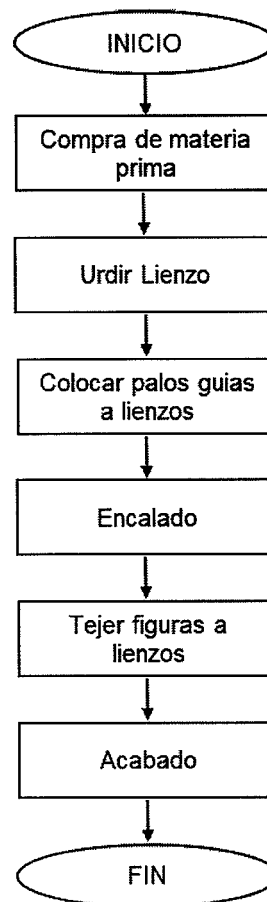 INICIO
Compra de materia
prima
Urdir Lienzo
Colocar palos guias
a lienzos
Encalado
Tejer figuras a
lienzos
Acabado
FIN